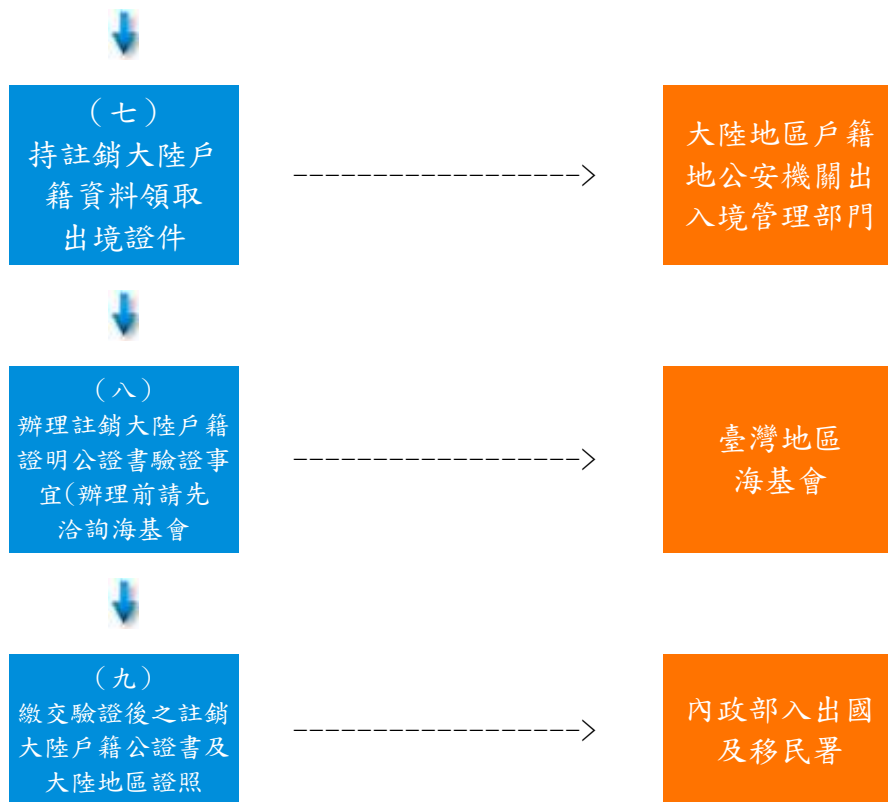 （七）
持註銷大陸戶
籍資料領取
出境證件
大陸地區戶籍
地公安機關出
入境管理部門
（八）
辦理註銷大陸戶籍
證明公證書驗證事
宜(辦理前請先
洽詢海基會
臺灣地區
海基會
（九）
繳交驗證後之註銷
大陸戶籍公證書及
大陸地區證照
內政部入出國
及移民署